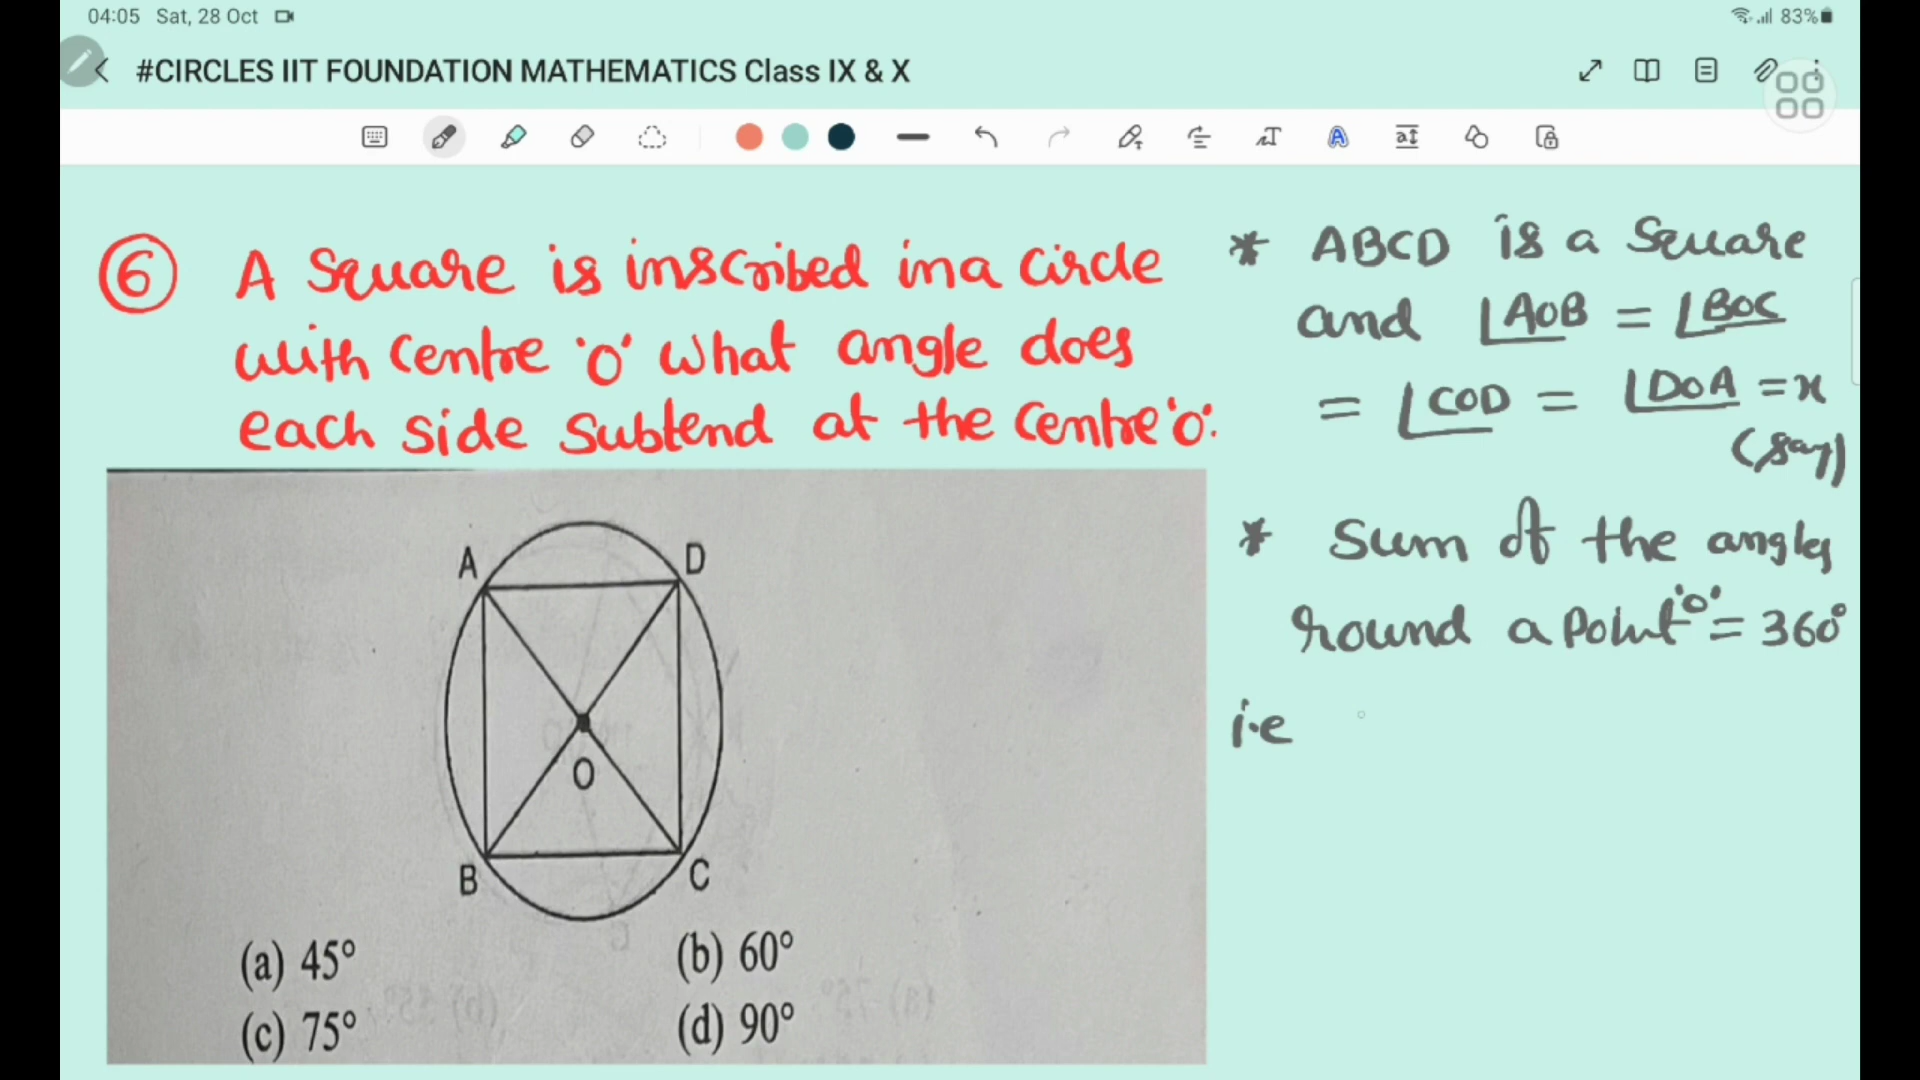 04:05 Sat, 28 Oct
83%
#CIRCLES IIT FOUNDATION MATHEMATICS Class IX & X
6 A Square is inscribed in a circle
with centre 'O' what angle does
each side subtend at the centre 'O'.
A
D
O
B
C
(a) 45°
(b) 60°
(c) 75°
(d) 90°
* ABCD is a Square
and ∠AOB = ∠BOC
= ∠COD = ∠DOA = x
(say)
* Sum of the angles
round a point 'O' = 360°
i.e